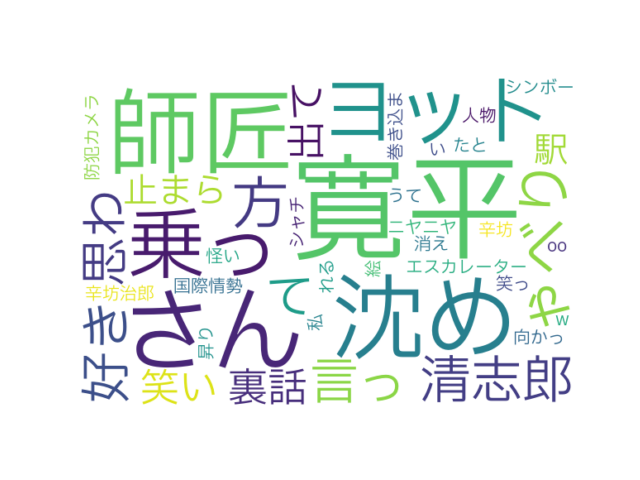 シンボー
師匠
ヨット
出て
人物
巻き込ま
防犯カメラ
い
たと
駅
寛平
止まら
方
思わ
乗っ
シャチ
うて
しゃべり
ニヤニヤ
辛坊
消え
oo
怪い
エスカレーター
て
れる
絵
国際情勢
笑っ
辛坊治郎
さん
沈め
私
w
好き
昇り
向かっ
笑い
裏話
言っ
清志郎